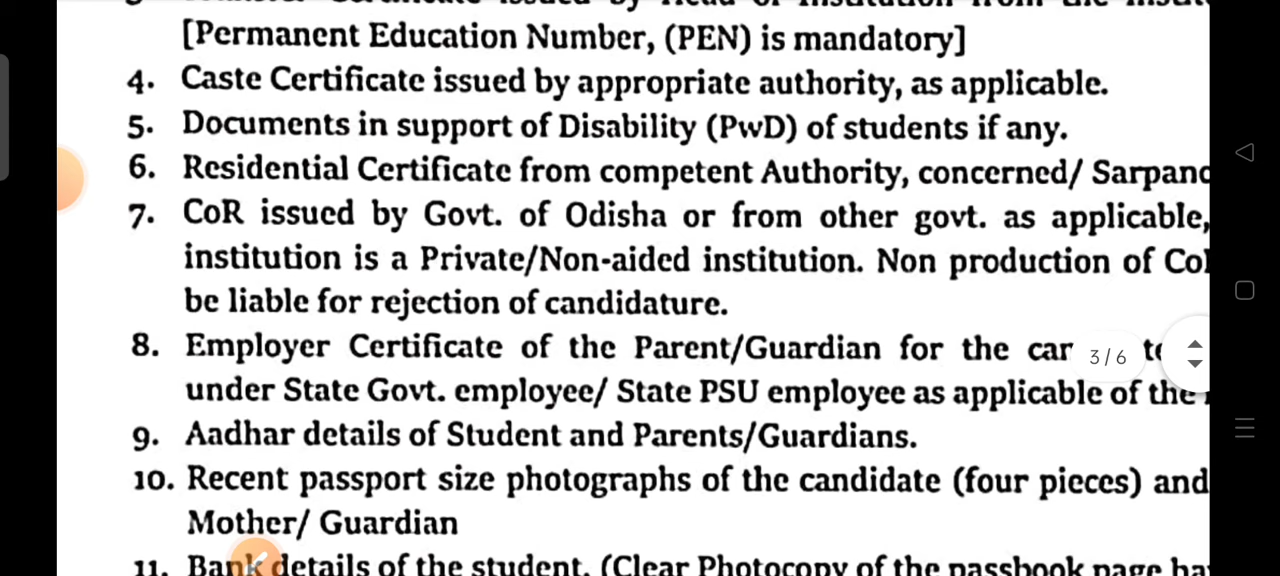 [Permanent Education Number, (PEN) is mandatory]
4. Caste Certificate issued by appropriate authority, as applicable.
5. Documents in support of Disability (PwD) of students if any.
6. Residential Certificate from competent Authority, concerned/
7. CoR issued by Govt. of Odisha or from other govt. as applicable,
institution is a Private/Non-aided institution. Non production of
be liable for rejection of candidature.
8. Employer Certificate of the Parent/Guardian for the
3/6
under State Govt. employee/ State PSU employee as applicable of the
9. Aadhar details of Student and Parents/Guardians.
10. Recent passport size photographs of the candidate (four pieces) and
Mother/ Guardian
11. Bank details of the student. (Clear Photocopy of the passbook page